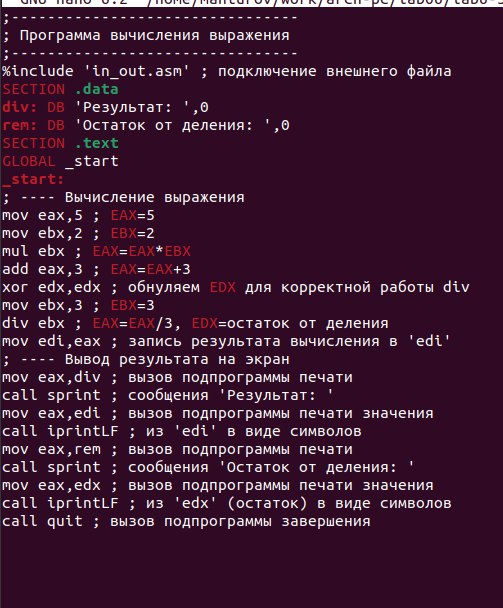 ;--------------------------------
; Программа вычисления выражения
;--------------------------------
%include 'in_out.asm' ; подключение внешнего файла
SECTION .data
div: DB 'Результат: ',0
rem: DB 'Остаток от деления: ',0
SECTION .text
GLOBAL _start
_start:
; ---- Вычисление выражения
mov eax,5 ; EAX=5
mov ebx,2 ; EBX=2
mul ebx ; EAX=EAX*EBX
add eax,3 ; EAX=EAX+3
xor edx,edx ; обнуляем EDX для корректной работы div
mov ebx,3 ; EBX=3
div ebx ; EAX=EAX/3, EDX=остаток от деления
mov edi,eax ; запись результата вычисления в 'edi'
; ---- Вывод результата на экран
mov eax,div ; вызов подпрограммы печати
call sprint ; сообщения 'Результат: '
mov eax,edi ; вызов подпрограммы печати значения
call iprintLF ; из 'edi' в виде символов
mov eax,rem ; вызов подпрограммы печати
call sprint ; сообщения 'Остаток от деления: '
mov eax,edx ; вызов подпрограммы печати значения
call iprintLF ; из 'edx' (остаток) в виде символов
call quit ; вызов подпрограммы завершения